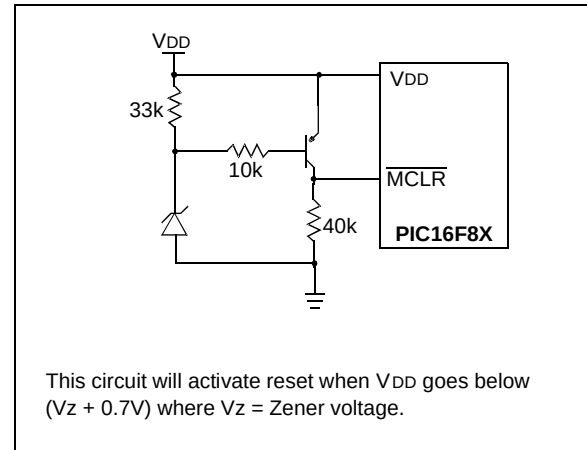 VDD
VDD
33k
10k
MCLR
40k
PIC16F8X
This circuit will activate reset when VDD goes below
(Vz + 0.7V) where Vz = Zener voltage.